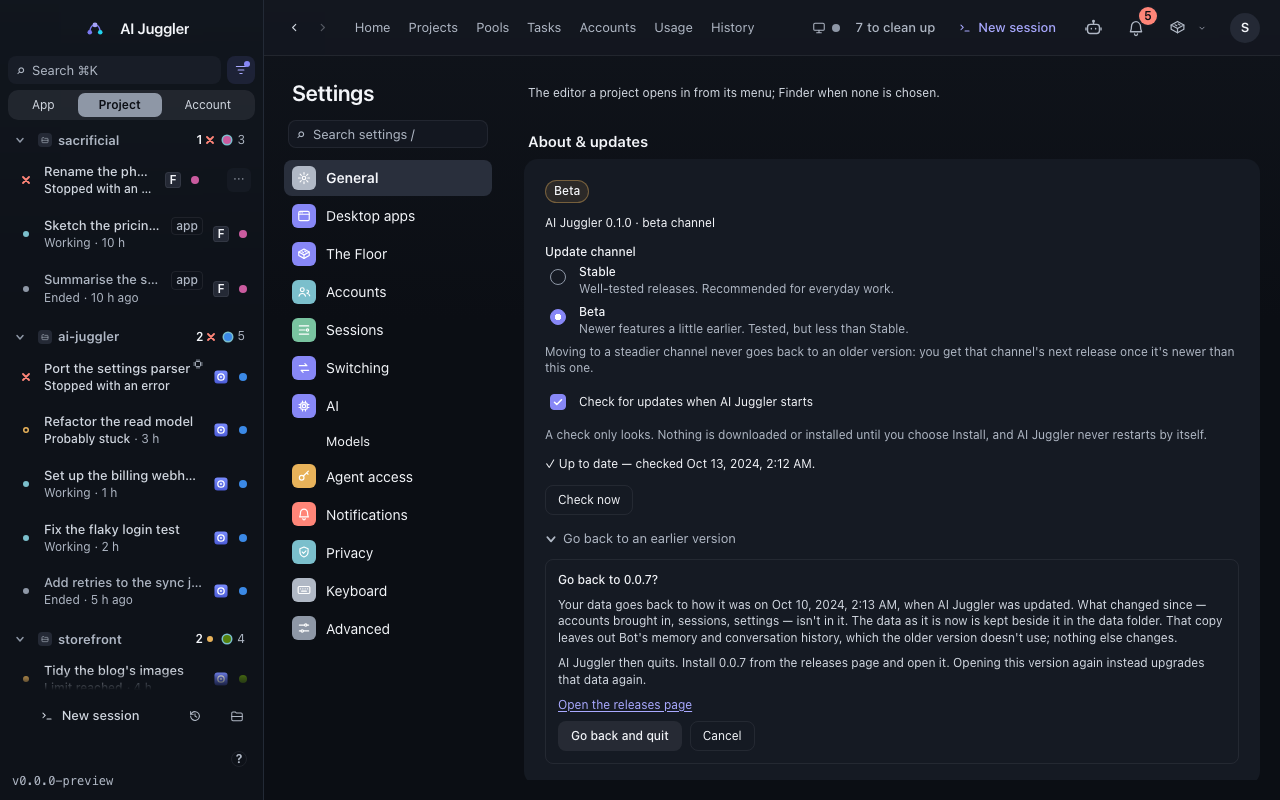 AI Juggler
Search ⌘K
App Project Account
sacrificial 1 3
Rename the ph...
Stopped with an ...
F
Sketch the pricin... app
Working · 10 h
F
Summarise the s... app
Ended · 10 h ago
F
ai-juggler 2 5
Port the settings parser
Stopped with an error
Refactor the read model
Probably stuck · 3 h
Set up the billing webh...
Working · 1 h
Fix the flaky login test
Working · 2 h
Add retries to the sync j...
Ended · 5 h ago
storefront 2 4
Tidy the blog's images
Limit reached · 4 h
New session
?
v0.0.0-preview
Home Projects Pools Tasks Accounts Usage History
7 to clean up
New session
5
S
Settings
Search settings /
General
Desktop apps
The Floor
Accounts
Sessions
Switching
AI
Models
Agent access
Notifications
Privacy
Keyboard
Advanced
The editor a project opens in from its menu; Finder when none is chosen.
About & updates
Beta
AI Juggler 0.1.0 · beta channel
Update channel
Stable
Well-tested releases. Recommended for everyday work.
Beta
Newer features a little earlier. Tested, but less than Stable.
Moving to a steadier channel never goes back to an older version: you get that channel's next release once it's newer than
this one.
Check for updates when AI Juggler starts
A check only looks. Nothing is downloaded or installed until you choose Install, and AI Juggler never restarts by itself.
✓ Up to date — checked Oct 13, 2024, 2:12 AM.
Check now
Go back to an earlier version
Go back to 0.0.7?
Your data goes back to how it was on Oct 10, 2024, 2:13 AM, when AI Juggler was updated. What changed since —
accounts brought in, sessions, settings — isn't in it. The data as it is now is kept beside it in the data folder. That copy
leaves out Bot's memory and conversation history, which the older version doesn't use; nothing else changes.
AI Juggler then quits. Install 0.0.7 from the releases page and open it. Opening this version again instead upgrades
that data again.
Open the releases page
Go back and quit Cancel